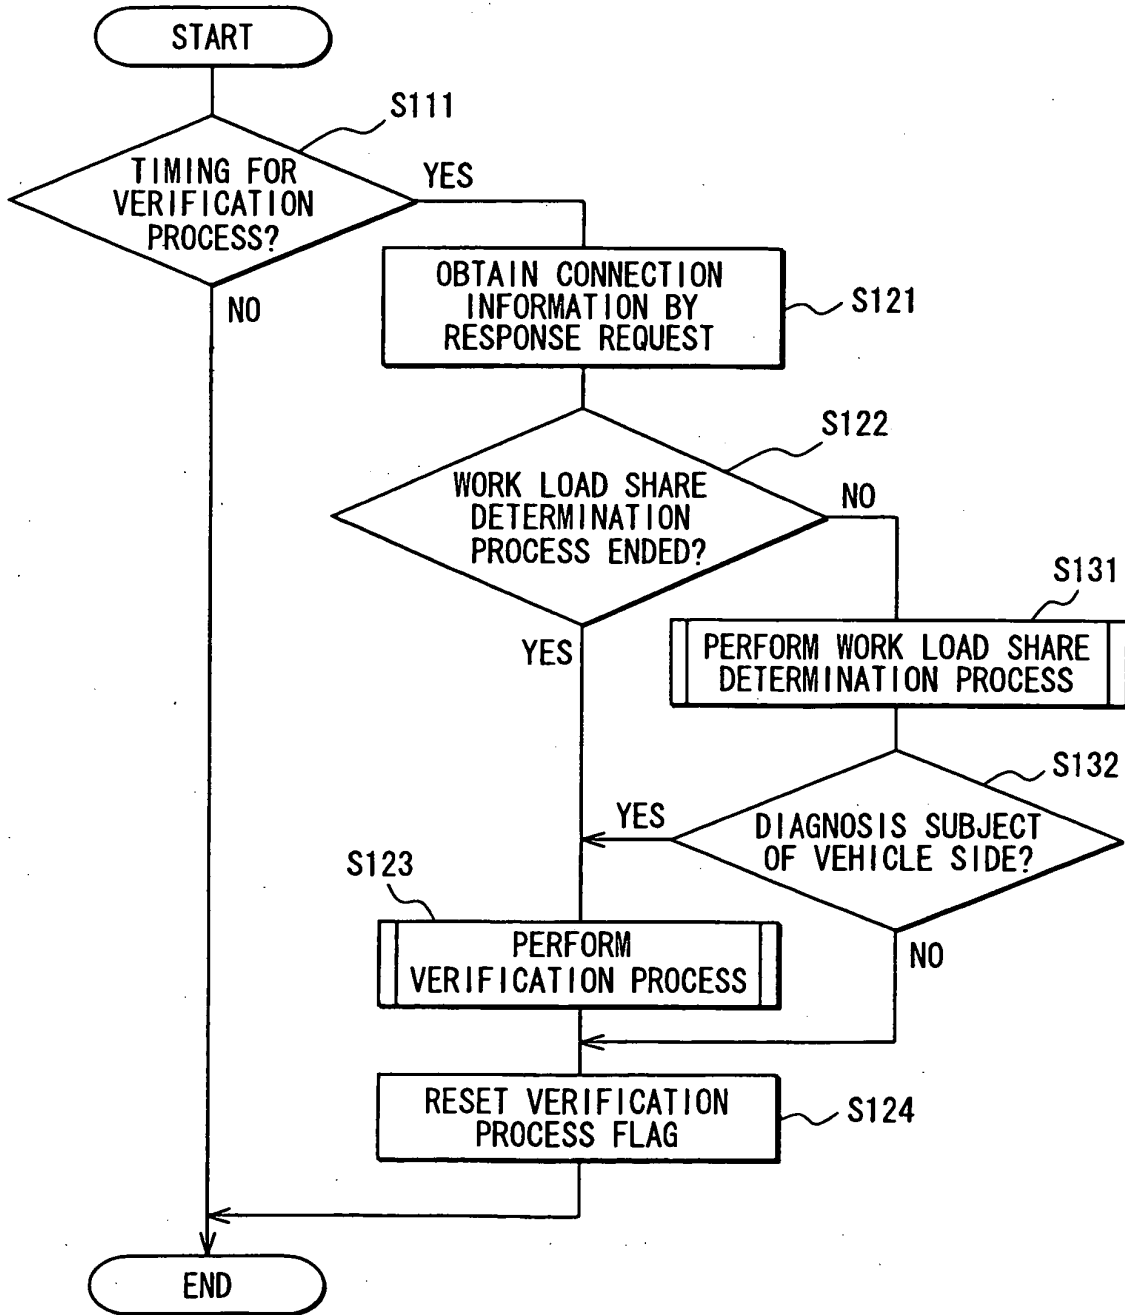 START
S111
TIMING FOR
VERIFICATION
PROCESS?
YES
NO
OBTAIN CONNECTION
INFORMATION BY
RESPONSE REQUEST
S121
S122
WORK LOAD SHARE
DETERMINATION
PROCESS ENDED?
NO
YES
S131
PERFORM WORK LOAD SHARE
DETERMINATION PROCESS
S132
YES
DIAGNOSIS SUBJECT
OF VEHICLE SIDE?
NO
S123
PERFORM
VERIFICATION PROCESS
RESET VERIFICATION
PROCESS FLAG
S124
END